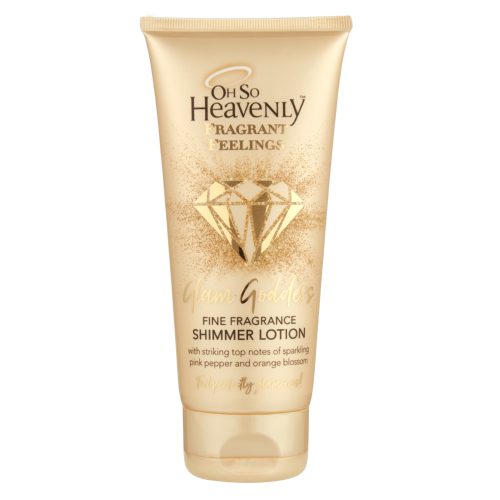 OH SO
HEAVENLY™
FRAGRANT
FEELINGS
Glam Goddess
FINE FRAGRANCE
SHIMMER LOTION
with striking top notes of sparkling
pink pepper and orange blossom